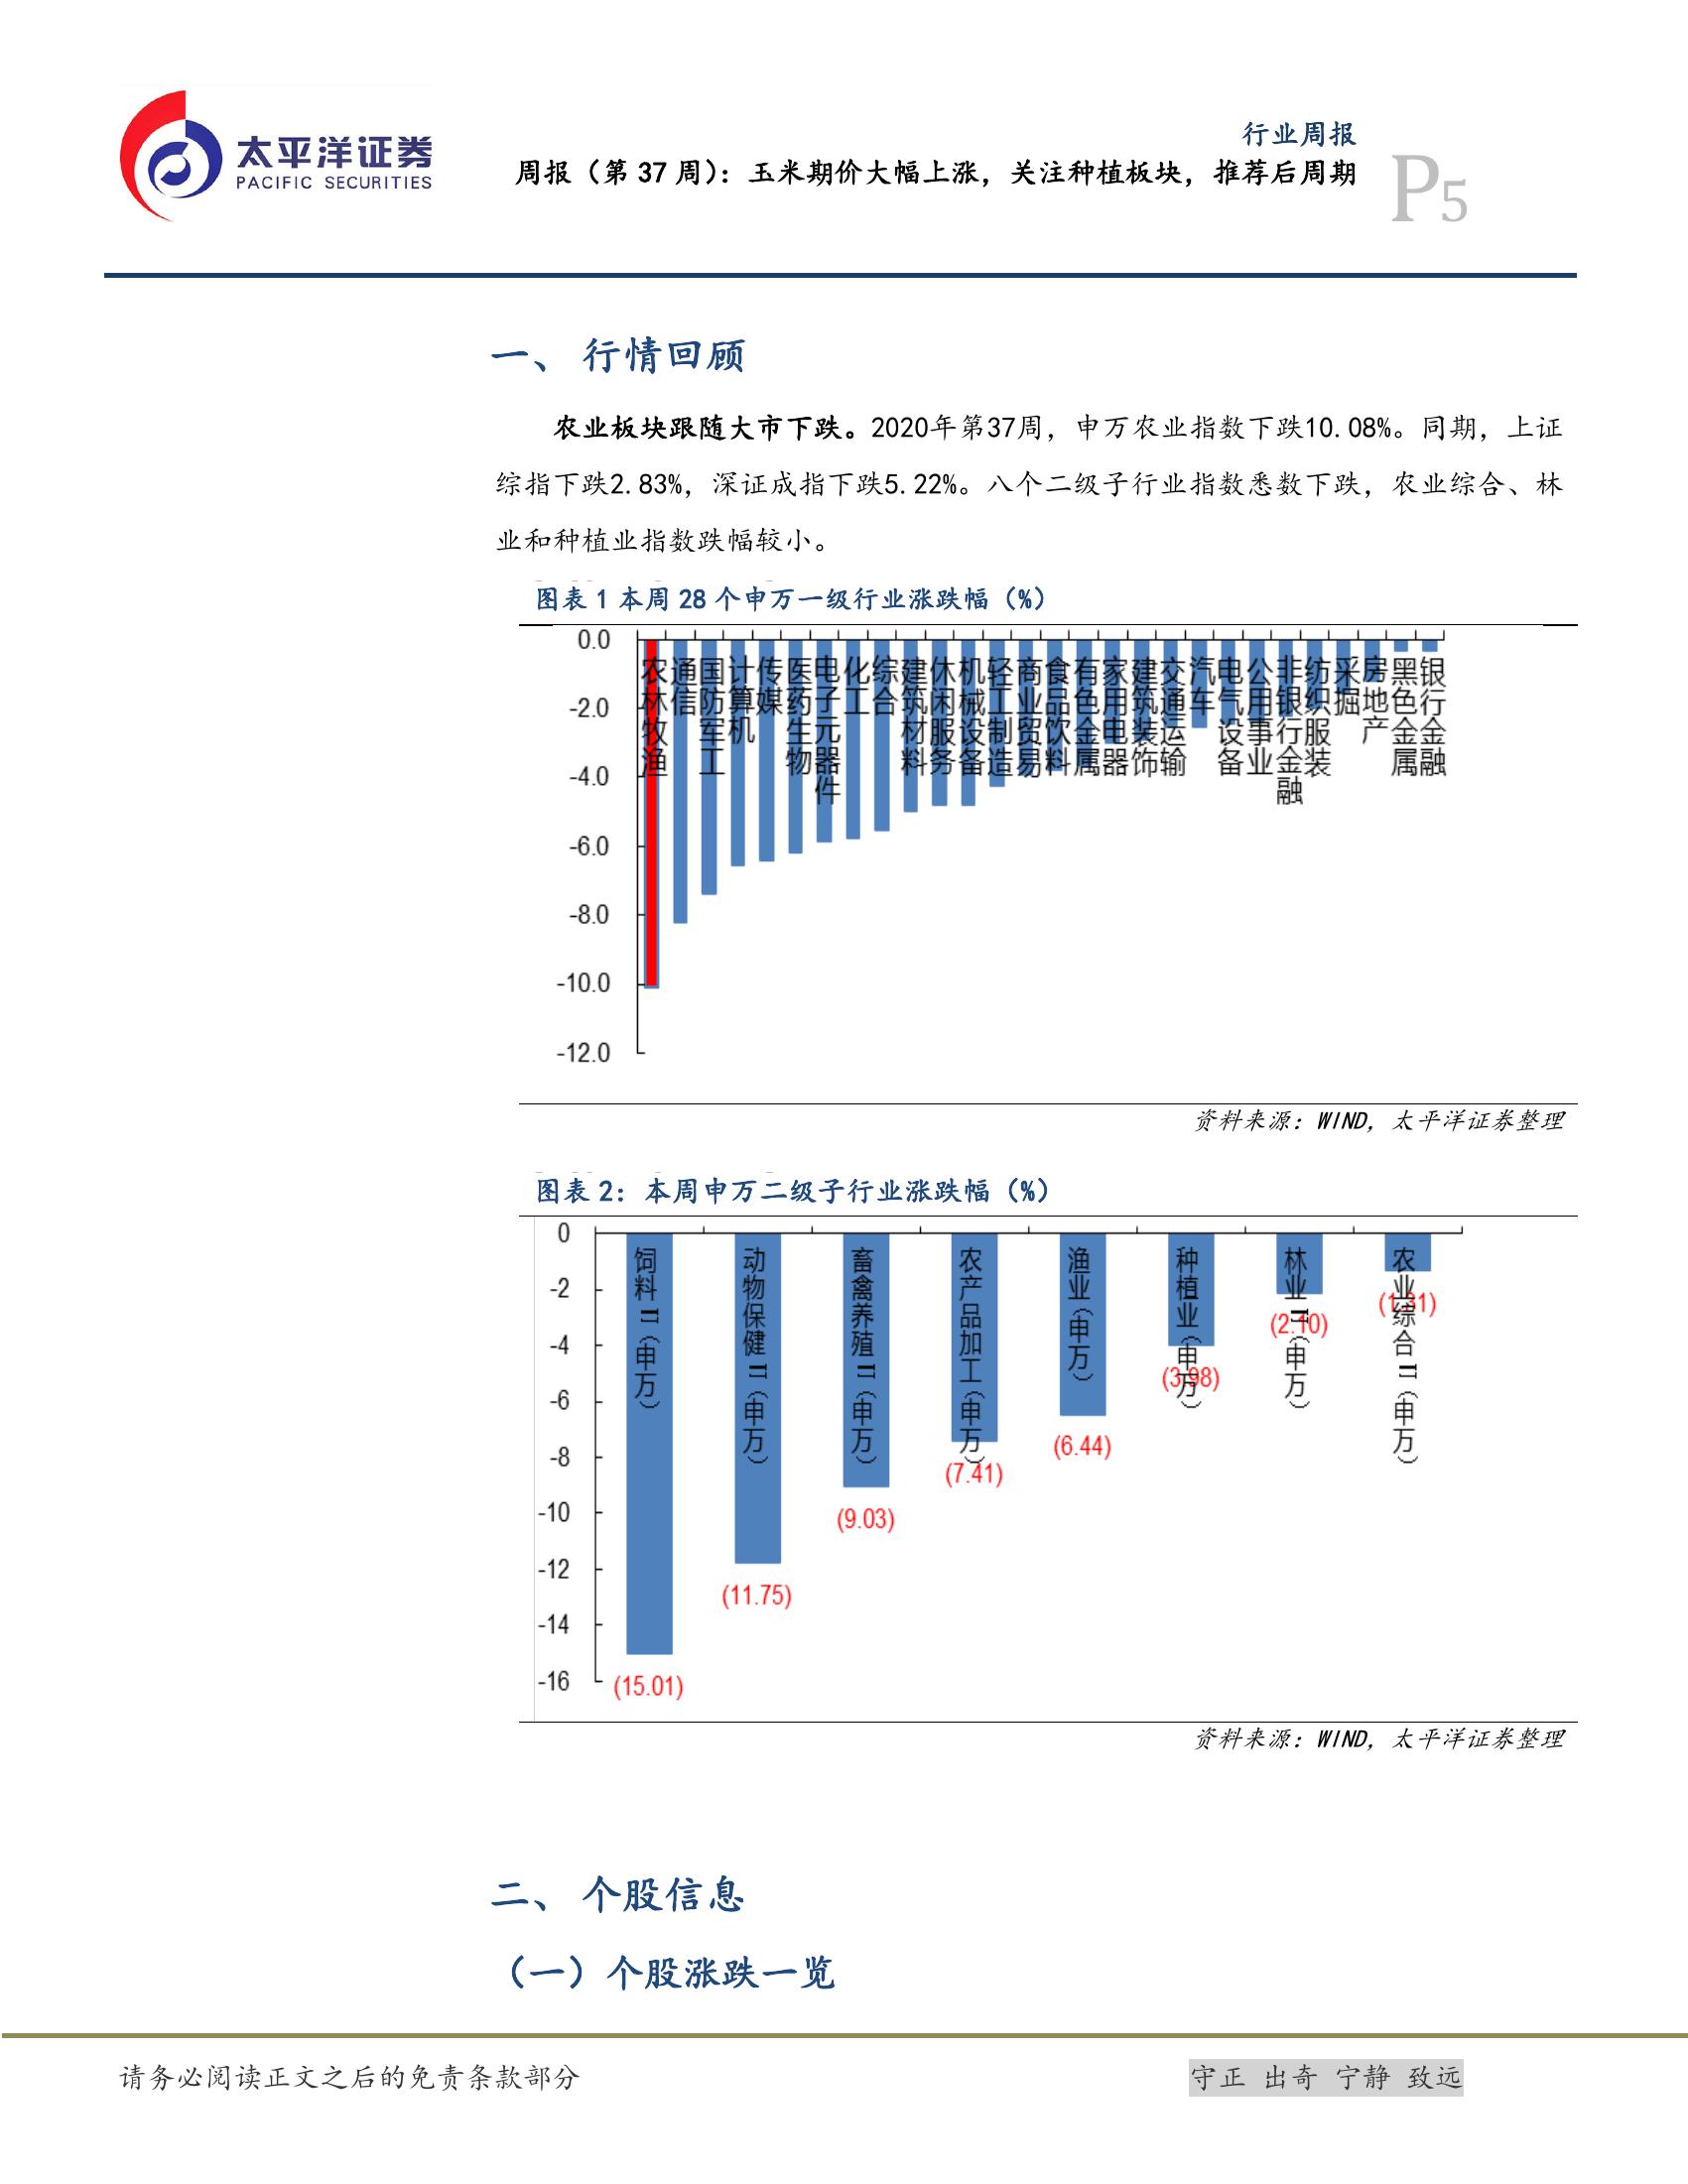 太平洋证券
PACIFIC SECURITIES
行业周报
周报（第 37 周）：玉米期价大幅上涨，关注种植板块，推荐后周期
P5
一、 行情回顾
农业板块跟随大市下跌。2020年第37周，申万农业指数下跌10.08%。同期，上证
综指下跌2.83%，深证成指下跌5.22%。八个二级子行业指数悉数下跌，农业综合、林
业和种植业指数跌幅较小。
图表 1 本周 28 个申万一级行业涨跌幅（%）
0.0
-2.0
-4.0
-6.0
-8.0
-10.0
-12.0
农林牧渔
通信
国防军工
计算机
传媒
医药生物
电子元器件
化工
综合
建筑材料
休闲服务
机械设备
轻工制造
商业贸易
食品饮料
有色金属
家用电器
建筑装饰
交通运输
汽车
电气设备
公用事业
非银行金融
纺织服装
采掘
房地产
黑色金属
银行金融
资料来源：WIND，太平洋证券整理
图表 2：本周申万二级子行业涨跌幅（%）
0
-2
-4
-6
-8
-10
-12
-14
-16
饲料Ⅱ（申万）
动物保健Ⅱ（申万）
畜禽养殖Ⅱ（申万）
农产品加工（申万）
渔业（申万）
种植业（申万）
林业Ⅱ（申万）
农业综合Ⅱ（申万）
(15.01)
(11.75)
(9.03)
(7.41)
(6.44)
(3.98)
(2.10)
(1.31)
资料来源：WIND，太平洋证券整理
二、 个股信息
（一）个股涨跌一览
请务必阅读正文之后的免责条款部分
守正 出奇 宁静 致远